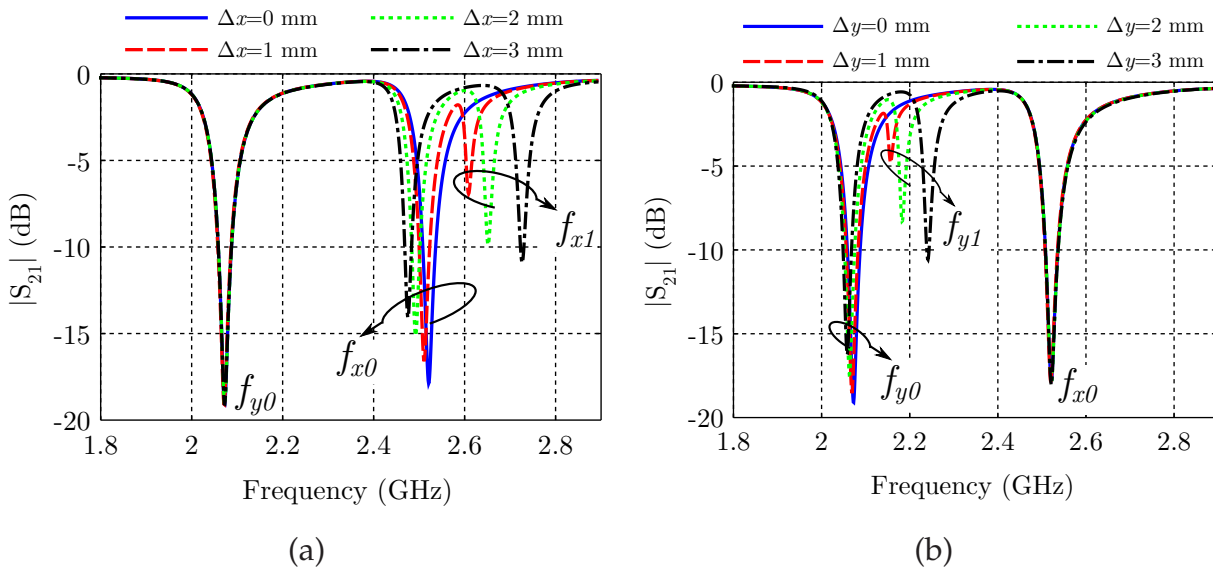 Δx=0 mm Δx=2 mm
Δx=1 mm Δx=3 mm
0
-5
-10
-15
-20
|S21| (dB)
fx1
fx0
fy0
1.8 2 2.2 2.4 2.6 2.8
Frequency (GHz)
(a)
Δy=0 mm Δy=2 mm
Δy=1 mm Δy=3 mm
0
-5
-10
-15
-20
|S21| (dB)
fy1
fy0
fx0
1.8 2 2.2 2.4 2.6 2.8
Frequency (GHz)
(b)